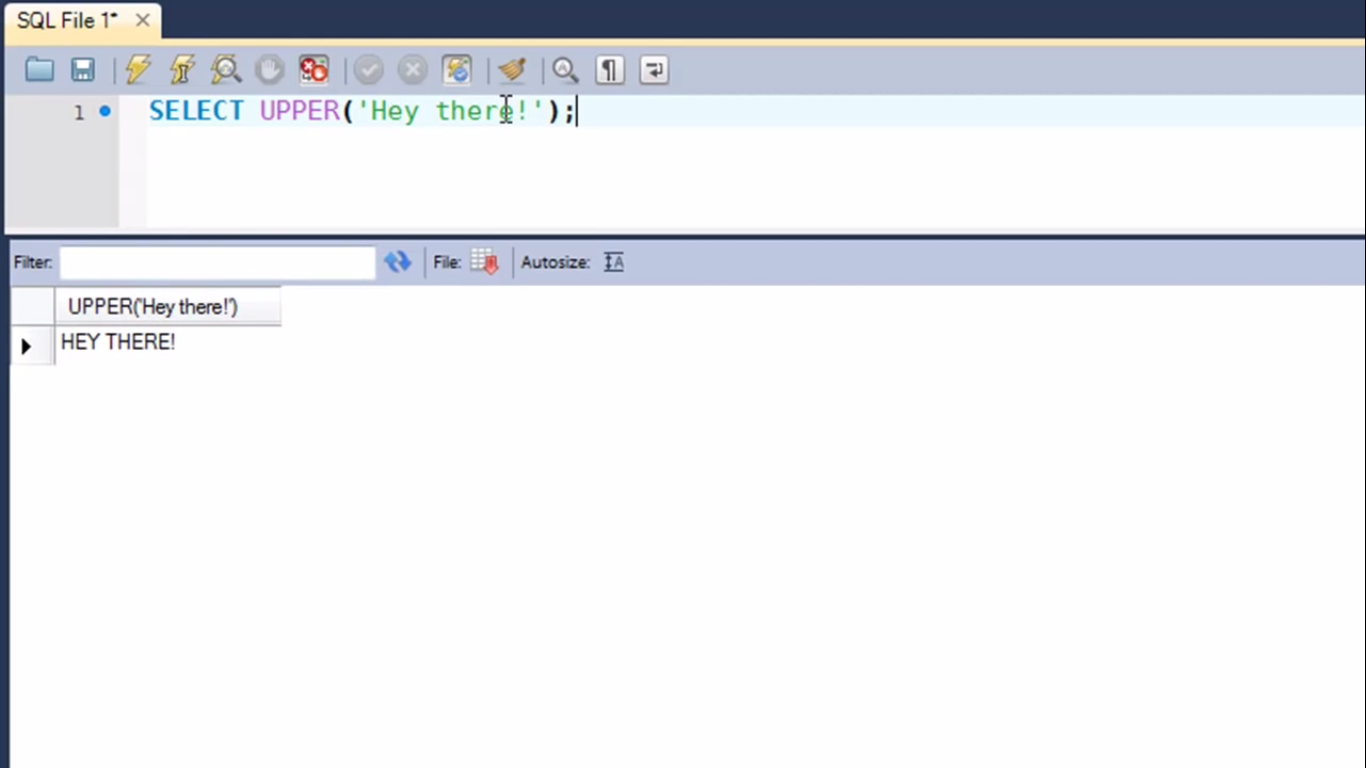 SQL File 1*
1 SELECT UPPER('Hey there!');
Filter: File: Autosize:
UPPER('Hey there!')
HEY THERE!